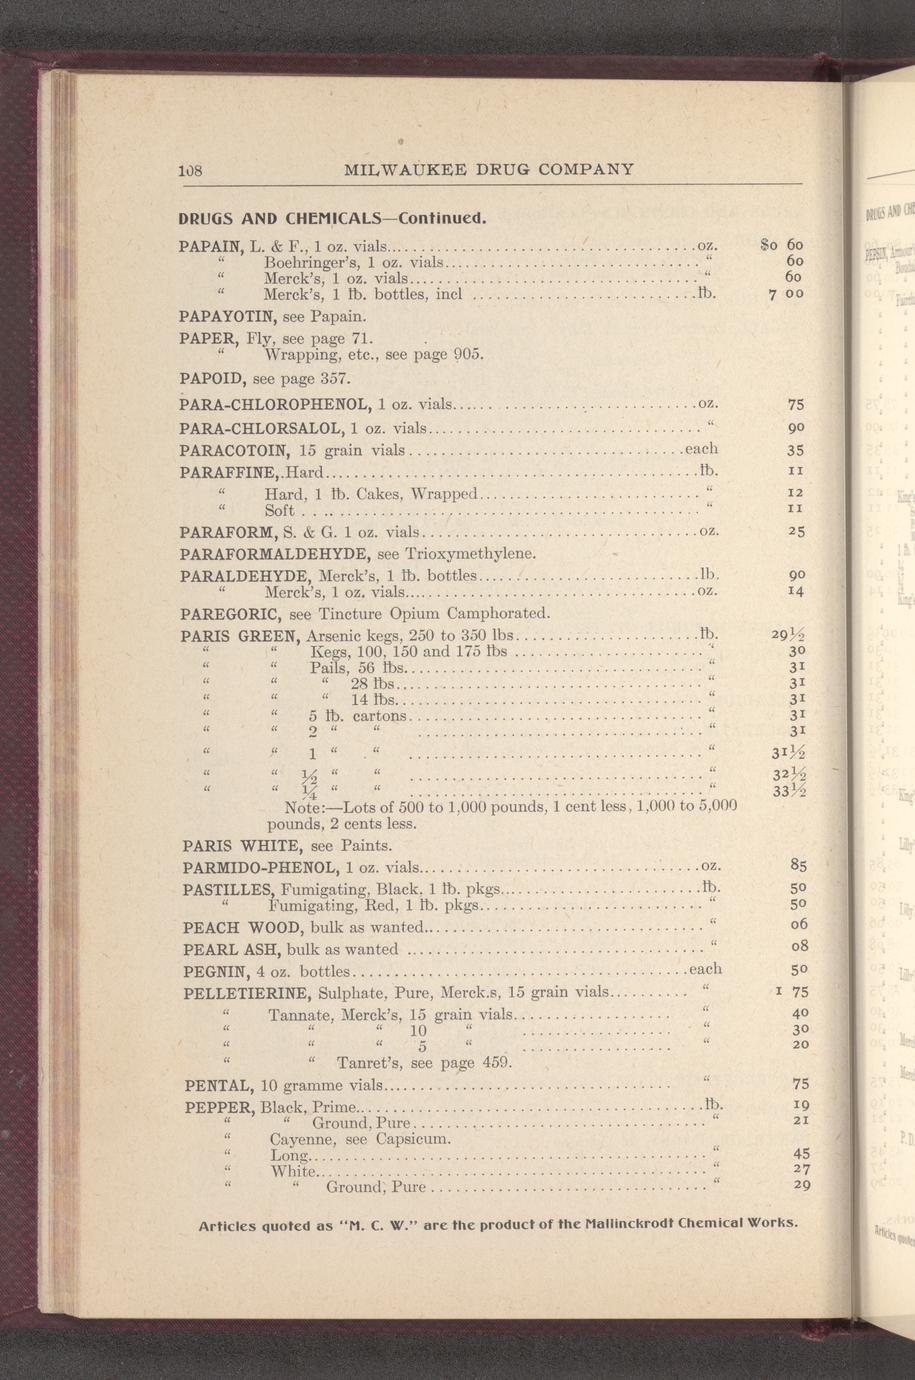 108 MILWAUKEE DRUG COMPANY
DRUGS AND CHEMICALS—Continued.
PAPAIN, L. & F., 1 oz. vials........oz. $0 60
" Boehringer's, 1 oz. vials........ " 60
" Merck's, 1 oz. vials........ " 60
" Merck's, 1 lb. bottles, incl ........lb. 7 00
PAPAYOTIN, see Papain.
PAPER, Fly, see page 71.
" Wrapping, etc., see page 905.
PAPOID, see page 357.
PARA-CHLOROPHENOL, 1 oz. vials........oz. 75
PARA-CHLORSALOL, 1 oz. vials........ " 90
PARACOTOIN, 15 grain vials........each 35
PARAFFINE, Hard........lb. 11
" Hard, 1 lb. Cakes, Wrapped........ " 12
" Soft ........ " 11
PARAFORM, S. & G. 1 oz. vials........oz. 25
PARAFORMALDEHYDE, see Trioxymethylene.
PARALDEHYDE, Merck's, 1 lb. bottles........lb. 90
" Merck's, 1 oz. vials........oz. 14
PAREGORIC, see Tincture Opium Camphorated.
PARIS GREEN, Arsenic kegs, 250 to 350 lbs........lb. 29½
" " Kegs, 100, 150 and 175 lbs ........ " 30
" " Pails, 56 lbs........ " 31
" " " 28 lbs........ " 31
" " " 14 lbs........ " 31
" " 5 lb. cartons........ " 31
" " 2 " " ........ " 31
" " 1 " " ........ " 31½
" " ½ " " ........ " 32½
" " ¼ " " ........ " 33½
Note:—Lots of 500 to 1,000 pounds, 1 cent less, 1,000 to 5,000
pounds, 2 cents less.
PARIS WHITE, see Paints.
PARMIDO-PHENOL, 1 oz. vials........oz. 85
PASTILLES, Fumigating, Black, 1 lb. pkgs........lb. 50
" Fumigating, Red, 1 lb. pkgs........ " 50
PEACH WOOD, bulk as wanted........ " 06
PEARL ASH, bulk as wanted ........ " 08
PEGNIN, 4 oz. bottles........each 50
PELLETIERINE, Sulphate, Pure, Merck.s, 15 grain vials........ " 1 75
" Tannate, Merck's, 15 grain vials........ " 40
" " " 10 " ........ " 30
" " " 5 " ........ " 20
" " Tanret's, see page 459.
PENTAL, 10 gramme vials........ " 75
PEPPER, Black, Prime........lb. 19
" " Ground, Pure........ " 21
" Cayenne, see Capsicum.
" Long........ " 45
" White........ " 27
" " Ground, Pure ........ " 29
Articles quoted as "M. C. W." are the product of the Mallinckrodt Chemical Works.
DRUGS AND
PEPSIN,
Articles